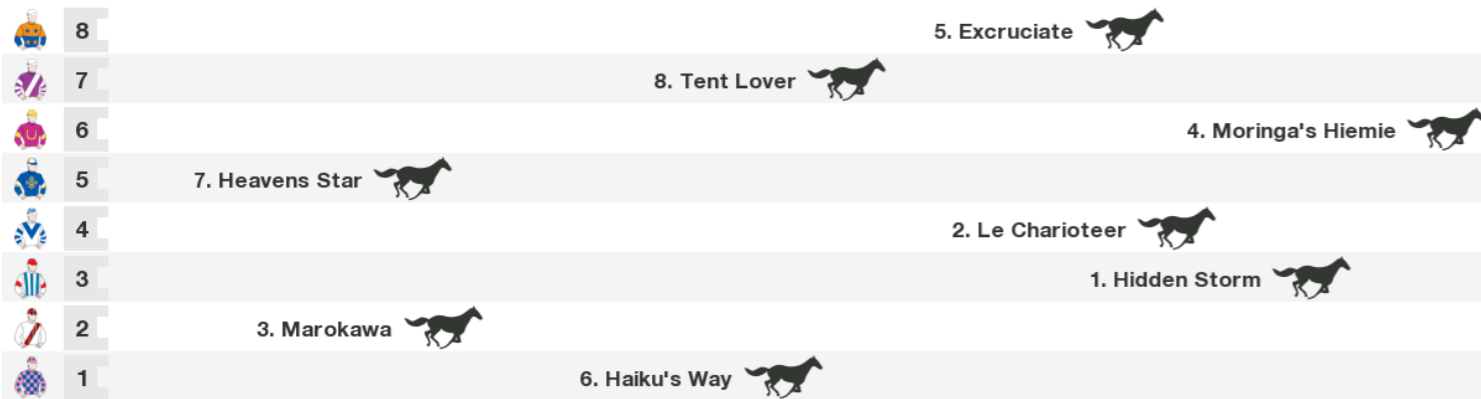 8 5. Excruciate
7 8. Tent Lover
6 4. Moringa's Hiemie
5 7. Heavens Star
4 2. Le Charioteer
3 1. Hidden Storm
2 3. Marokawa
1 6. Haiku's Way